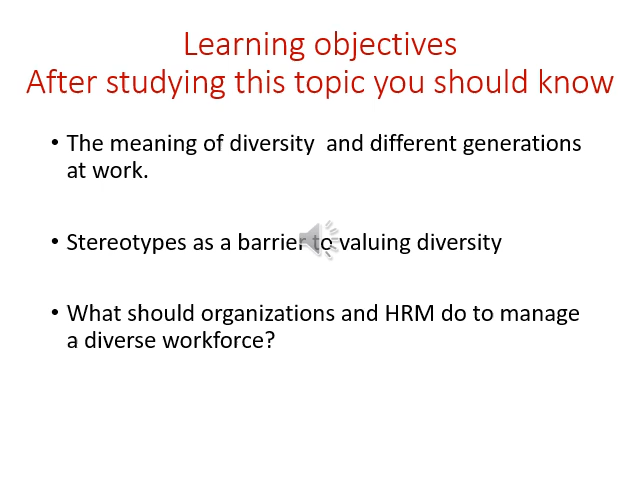 Learning objectives
After studying this topic you should know
• The meaning of diversity  and different generations
at work.
• Stereotypes as a barrier to valuing diversity
• What should organizations and HRM do to manage
a diverse workforce?